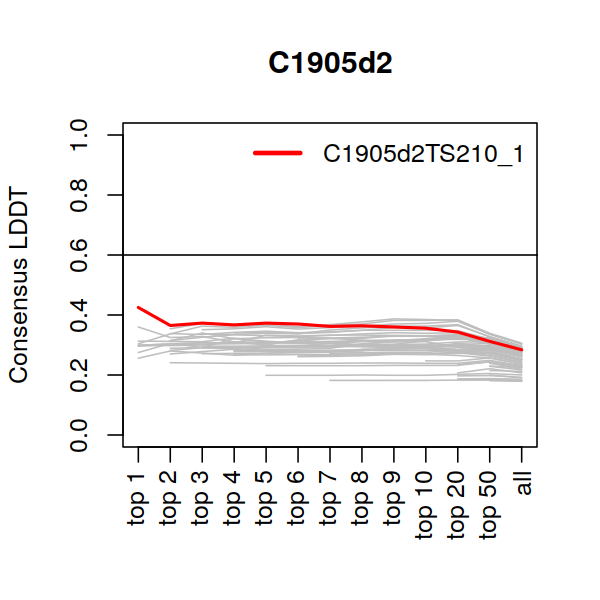 C1905d2
C1905d2TS210_1
Consensus LDDT
1.0
0.8
0.6
0.4
0.2
0.0
top 1
top 2
top 3
top 4
top 5
top 6
top 7
top 8
top 9
top 10
top 20
top 50
all